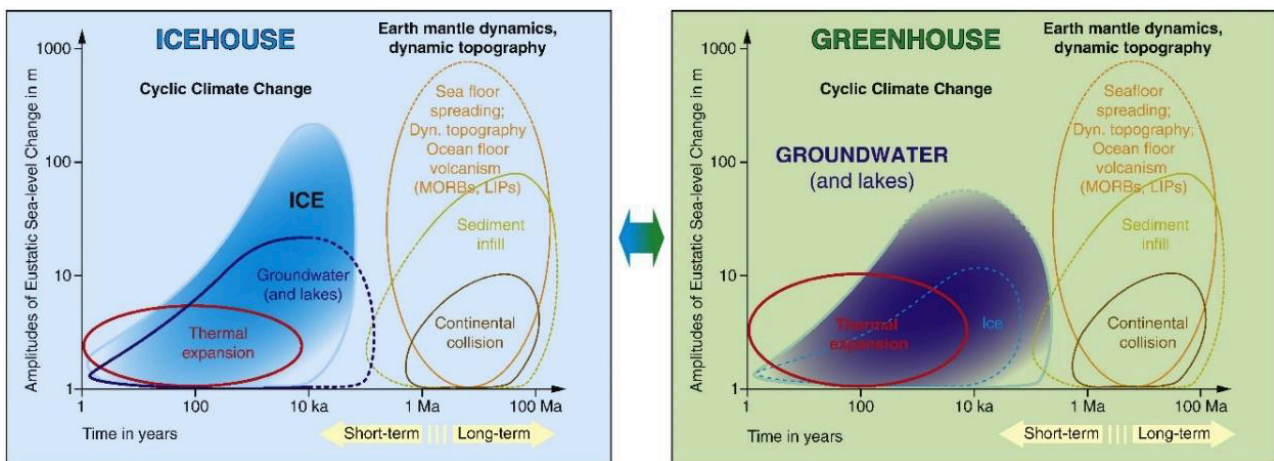 ICEHOUSE
Earth mantle dynamics,
dynamic topography
Cyclic Climate Change
Amplitudes of Eustatic Sea-level Change in m
1000
100
10
1
Sea floor
spreading;
Dyn. topography
Ocean floor
volcanism
(MORBs, LIPs)
ICE
Sediment
infill
Groundwater
(and lakes)
Thermal
expansion
Continental
collision
1
100
10 ka
1 Ma
100 Ma
Time in years
Short-term
Long-term
GREENHOUSE
Earth mantle dynamics,
dynamic topography
Cyclic Climate Change
Amplitudes of Eustatic Sea-level Change in m
1000
100
10
1
Seafloor
spreading;
Dyn. topography;
Ocean floor
volcanism
(MORBs, LIPs)
GROUNDWATER
(and lakes)
Sediment
infill
Thermal
expansion
Ice
Continental
collision
1
100
10 ka
1 Ma
100 Ma
Time in years
Short-term
Long-term